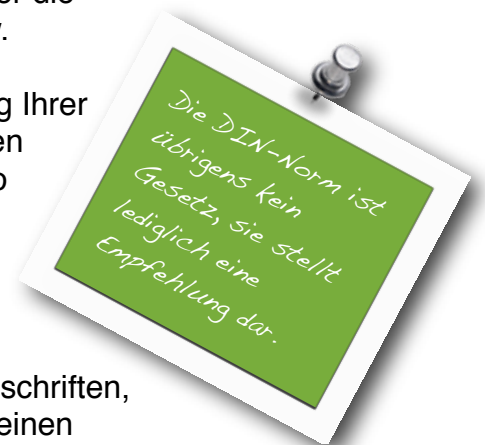 er die
.
g Ihrer
en
o
Die DIN-Norm ist
übrigens kein
Gesetz, sie stellt
lediglich eine
Empfehlung dar.
schriften,
einen